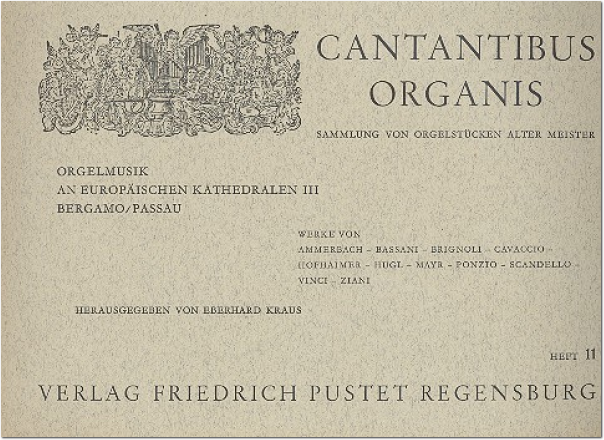 CANTANTIBUS
ORGANIS
SAMMLUNG VON ORGELSTÜCKEN ALTER MEISTER
ORGELMUSIK
AN EUROPÄISCHEN KATHEDRALEN III
BERGAMO/PASSAU
WERKE VON
AMMERBACH – BASSANI – BRIGNOLI – CAVACCIO –
HOFHAIMER – HUGL – MAYR – PONZIO – SCANDELLO –
VINCI – ZIANI
HERAUSGEGEBEN VON EBERHARD KRAUS
HEFT 11
VERLAG FRIEDRICH PUSTET REGENSBURG